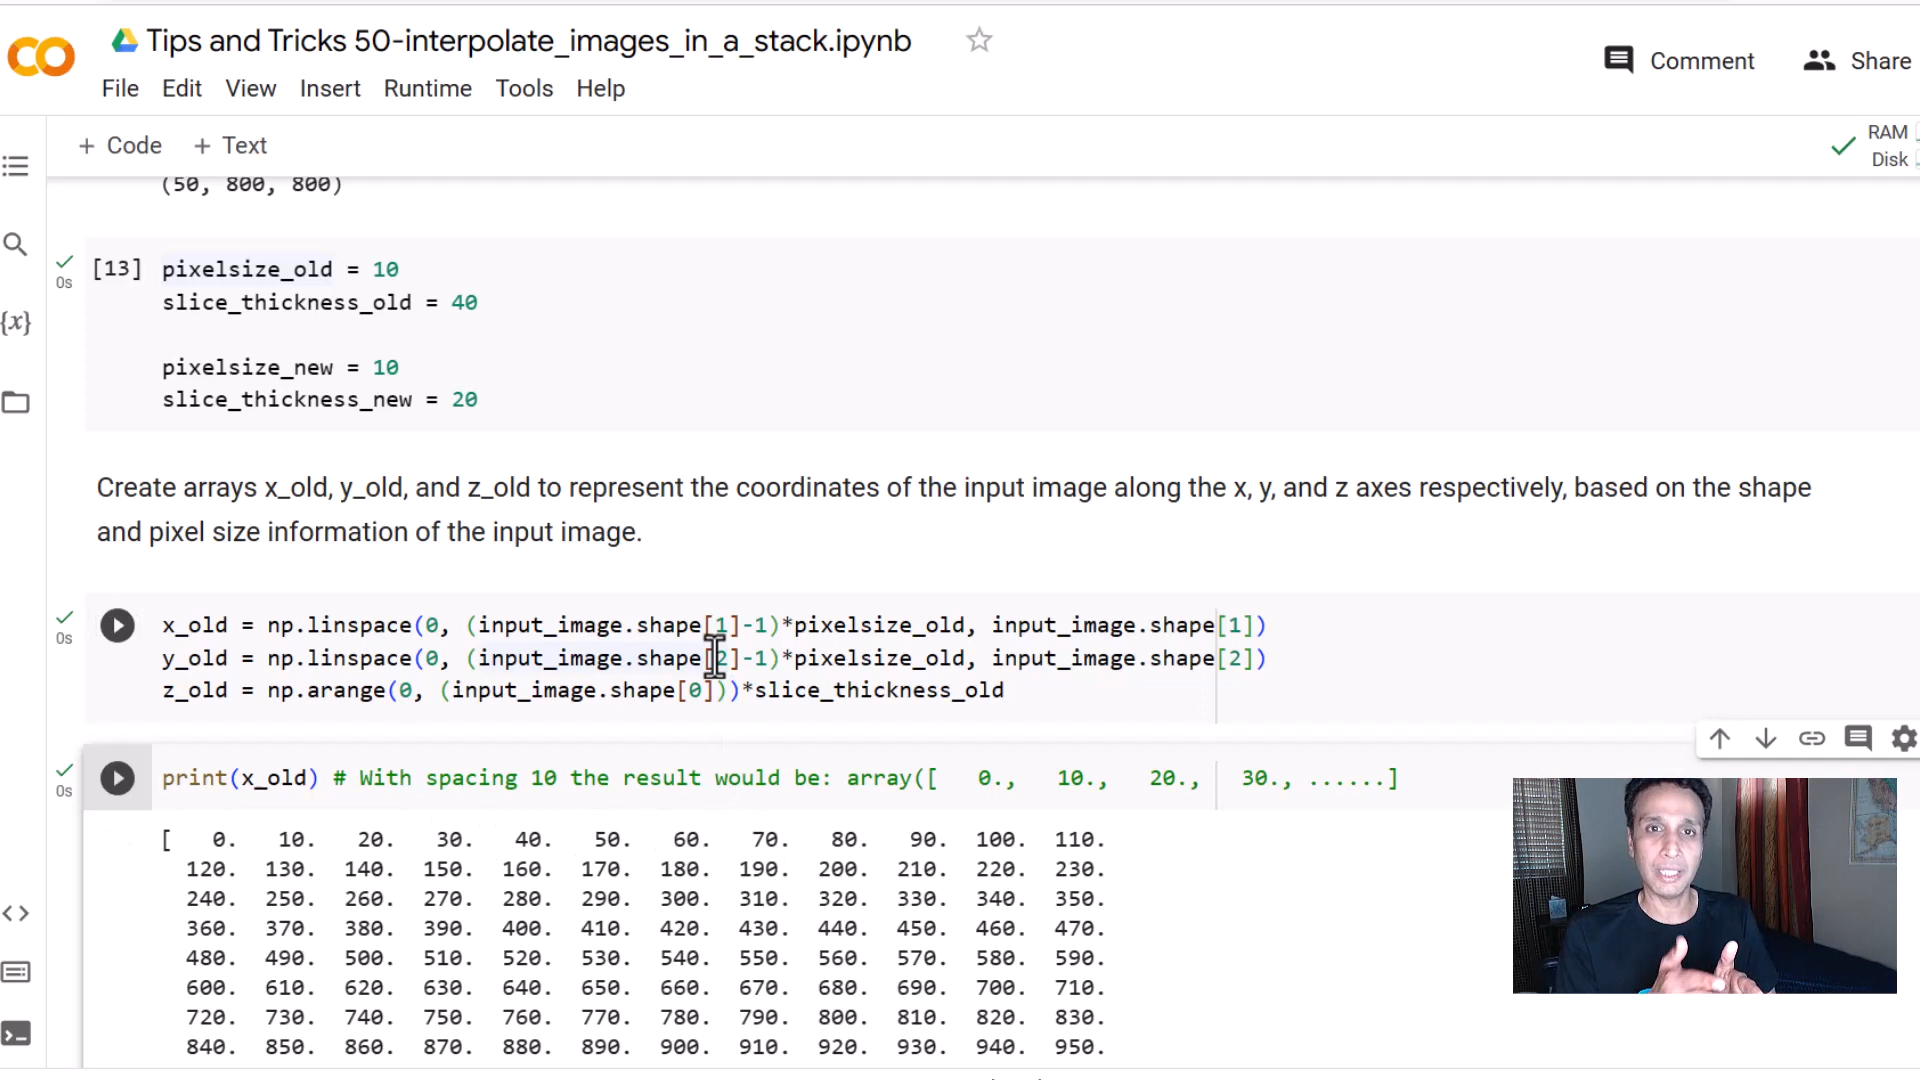 Tips and Tricks 50-interpolate_images_in_a_stack.ipynb
Comment
Share
File Edit View Insert Runtime Tools Help
+ Code + Text
RAM
Disk
(50, 800, 800)
0s
[13] pixelsize_old = 10
slice_thickness_old = 40
pixelsize_new = 10
slice_thickness_new = 20
Create arrays x_old, y_old, and z_old to represent the coordinates of the input image along the x, y, and z axes respectively, based on the shape
and pixel size information of the input image.
0s
x_old = np.linspace(0, (input_image.shape[1]-1)*pixelsize_old, input_image.shape[1])
y_old = np.linspace(0, (input_image.shape[2]-1)*pixelsize_old, input_image.shape[2])
z_old = np.arange(0, (input_image.shape[0]))*slice_thickness_old
0s
print(x_old) # With spacing 10 the result would be: array([ 0., 10., 20., 30., ......]
[ 0. 10. 20. 30. 40. 50. 60. 70. 80. 90. 100. 110.
120. 130. 140. 150. 160. 170. 180. 190. 200. 210. 220. 230.
240. 250. 260. 270. 280. 290. 300. 310. 320. 330. 340. 350.
360. 370. 380. 390. 400. 410. 420. 430. 440. 450. 460. 470.
480. 490. 500. 510. 520. 530. 540. 550. 560. 570. 580. 590.
600. 610. 620. 630. 640. 650. 660. 670. 680. 690. 700. 710.
720. 730. 740. 750. 760. 770. 780. 790. 800. 810. 820. 830.
840. 850. 860. 870. 880. 890. 900. 910. 920. 930. 940. 950.